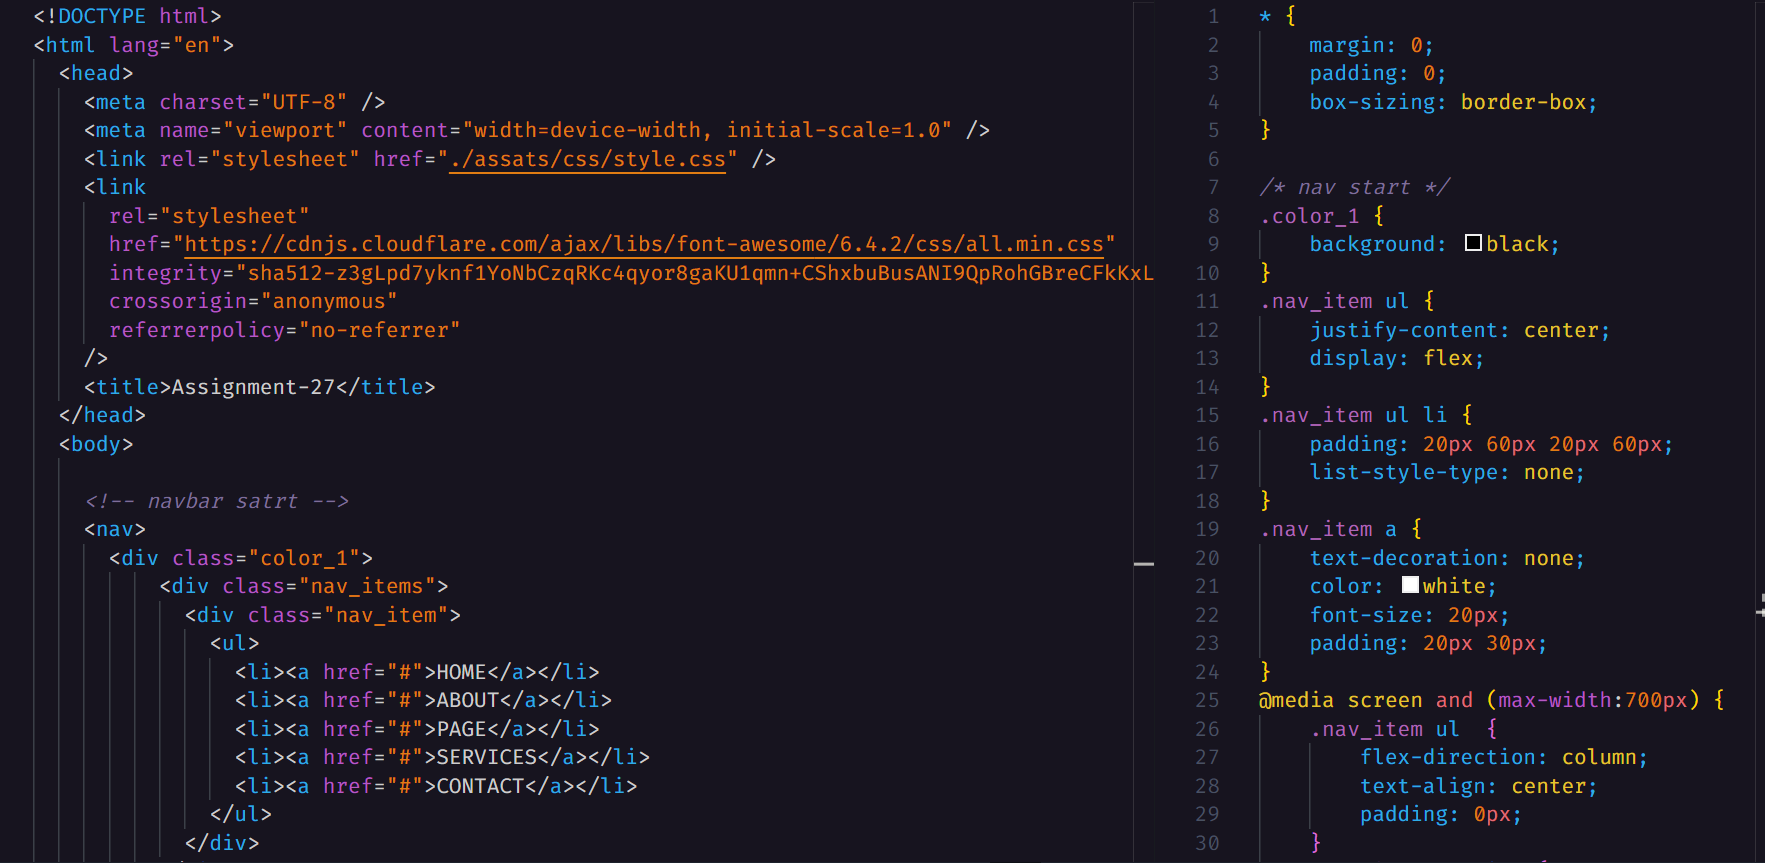 <!DOCTYPE html>
<html lang="en">
<head>
<meta charset="UTF-8" />
<meta name="viewport" content="width=device-width, initial-scale=1.0" />
<link rel="stylesheet" href="./assats/css/style.css" />
<link
rel="stylesheet"
href="https://cdnjs.cloudflare.com/ajax/libs/font-awesome/6.4.2/css/all.min.css"
integrity="sha512-z3gLpd7yknf1YoNbCzqRKc4qyor8gaKU1qmn+CShxbuBusANI9QpRohGBreCFkKxL
crossorigin="anonymous"
referrerpolicy="no-referrer"
/>
<title>Assignment-27</title>
</head>
<body>
<!-- navbar satrt -->
<nav>
<div class="color_1">
<div class="nav_items">
<div class="nav_item">
<ul>
<li><a href="#">HOME</a></li>
<li><a href="#">ABOUT</a></li>
<li><a href="#">PAGE</a></li>
<li><a href="#">SERVICES</a></li>
<li><a href="#">CONTACT</a></li>
</ul>
</div>
1 * {
2 margin: 0;
3 padding: 0;
4 box-sizing: border-box;
5 }
6
7 /* nav start */
8 .color_1 {
9 background: black;
10 }
11 .nav_item ul {
12 justify-content: center;
13 display: flex;
14 }
15 .nav_item ul li {
16 padding: 20px 60px 20px 60px;
17 list-style-type: none;
18 }
19 .nav_item a {
20 text-decoration: none;
21 color: white;
22 font-size: 20px;
23 padding: 20px 30px;
24 }
25 @media screen and (max-width:700px) {
26 .nav_item ul  {
27 flex-direction: column;
28 text-align: center;
29 padding: 0px;
30 }